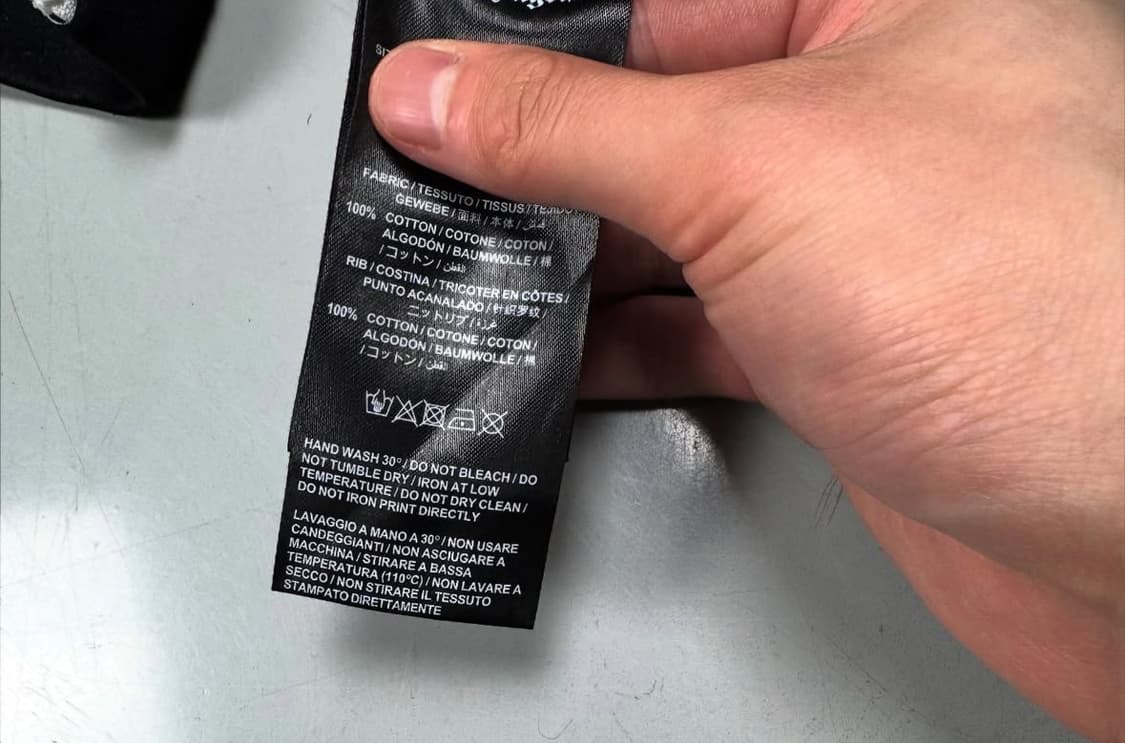 FABRIC / TESSUTO / TISSUS / TEJIDO
GEWEBE / 面料 / 本体 / قماش
100% COTTON / COTONE / COTON /
ALGODÓN / BAUMWOLLE / 棉
/ コットン / القطن
RIB / COSTINA / TRICOTER EN CÔTES /
PUNTO ACANALADO / 针织罗纹 /
ニットリブ / غرزة
100% COTTON / COTONE / COTON /
ALGODÓN / BAUMWOLLE / 棉
/ コットン / القطن
HAND WASH 30° / DO NOT BLEACH / DO
NOT TUMBLE DRY / IRON AT LOW
TEMPERATURE / DO NOT DRY CLEAN /
DO NOT IRON PRINT DIRECTLY
LAVAGGIO A MANO A 30° / NON USARE
CANDEGGIANTI / NON ASCIUGARE A
MACCHINA / STIRARE A BASSA
TEMPERATURA (110°C) / NON LAVARE A
SECCO / NON STIRARE IL TESSUTO
STAMPATO DIRETTAMENTE